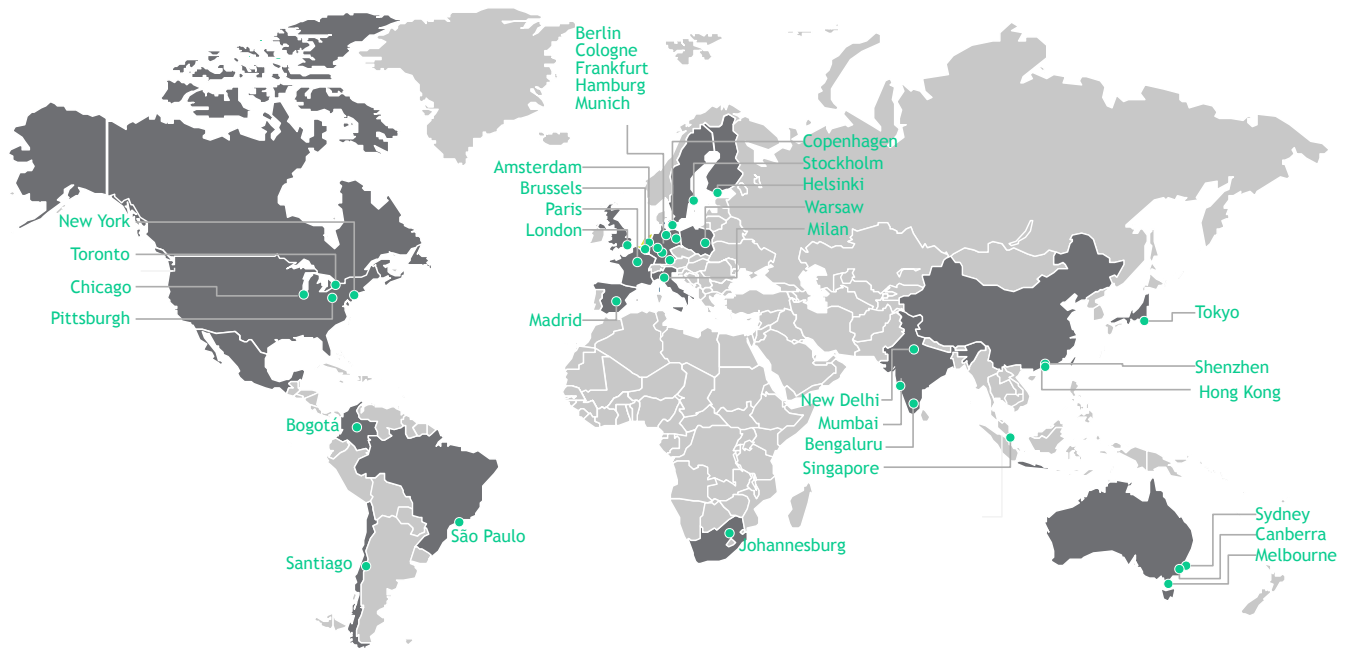 Berlin
Cologne
Frankfurt
Hamburg
Munich
Copenhagen
Stockholm
Helsinki
Warsaw
Milan
Amsterdam
Brussels
Paris
London
Madrid
New York
Toronto
Chicago
Pittsburgh
Tokyo
Shenzhen
Hong Kong
New Delhi
Mumbai
Bengaluru
Singapore
Bogotá
São Paulo
Santiago
Johannesburg
Sydney
Canberra
Melbourne